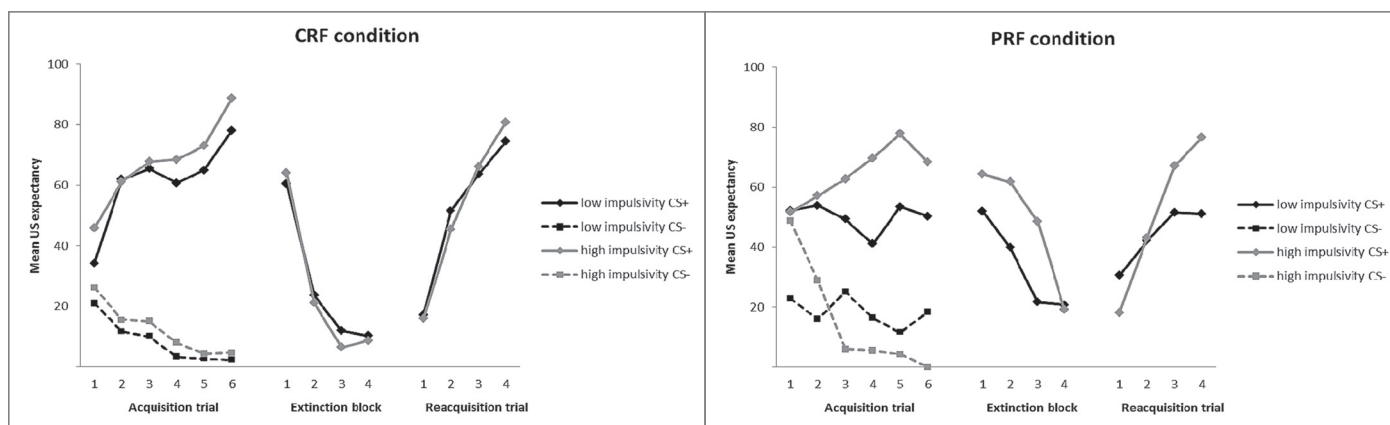 CRF condition
Mean US expectancy
100
80
60
40
20
1 2 3 4 5 6 1 2 3 4 1 2 3 4
Acquisition trial Extinction block Reacquisition trial
low impulsivity CS+
low impulsivity CS-
high impulsivity CS+
high impulsivity CS-
PRF condition
Mean US expectancy
100
80
60
40
20
1 2 3 4 5 6 1 2 3 4 1 2 3 4
Acquisition trial Extinction block Reacquisition trial
low impulsivity CS+
low impulsivity CS-
high impulsivity CS+
high impulsivity CS-